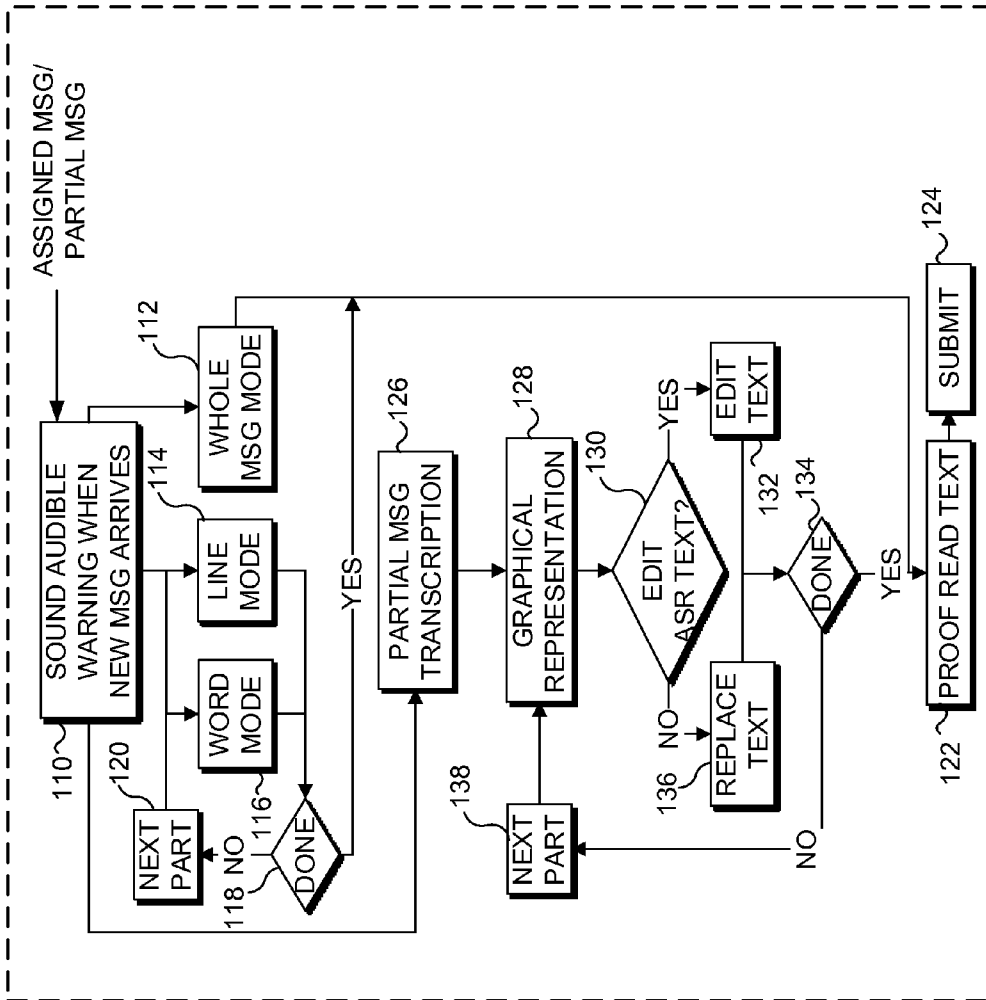 ASSIGNED MSG/
PARTIAL MSG
SOUND AUDIBLE
WARNING WHEN
NEW MSG ARRIVES
110
WHOLE
MSG MODE
112
LINE
MODE
114
WORD
MODE
116
NEXT
PART
120
DONE
118
NO
YES
PARTIAL MSG
TRANSCRIPTION
126
GRAPHICAL
REPRESENTATION
128
EDIT
ASR TEXT?
130
YES
NO
EDIT
TEXT
132
REPLACE
TEXT
136
NEXT
PART
138
DONE
134
NO
YES
PROOF READ TEXT
122
SUBMIT
124